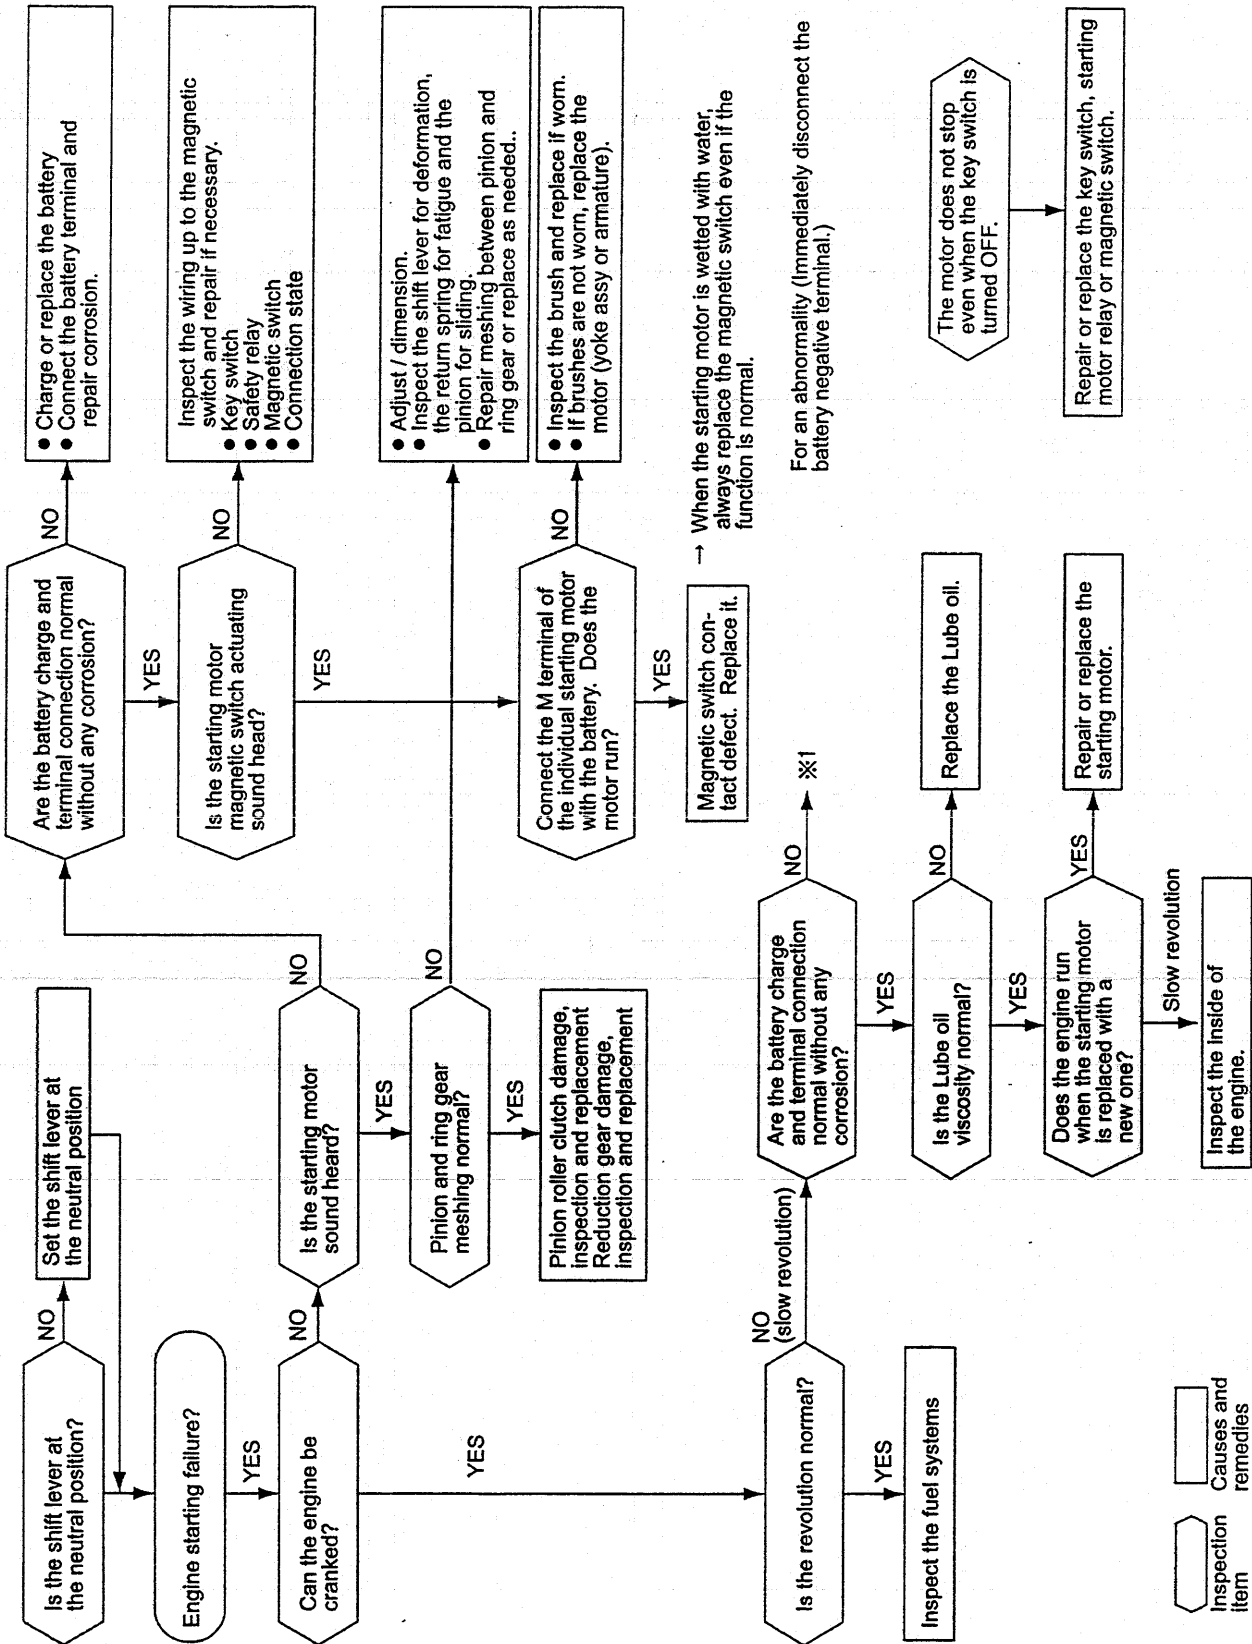 Is the shift lever at
the neutral position?
NO
Set the shift lever at
the neutral position
Engine starting failure?
YES
Can the engine be
cranked?
NO
Is the starting motor
sound heard?
NO
Are the battery charge and
terminal connection normal
without any corrosion?
NO
● Charge or replace the battery
● Connect the battery terminal and
repair corrosion.
YES
Is the starting motor
magnetic switch actuating
sound head?
NO
Inspect the wiring up to the magnetic
switch and repair if necessary.
● Key switch
● Safety relay
● Magnetic switch
● Connection state
YES
YES
Pinion and ring gear
meshing normal?
NO
● Adjust / dimension.
● Inspect the shift lever for deformation,
the return spring for fatigue and the
pinion for sliding.
● Repair meshing between pinion and
ring gear or replace as needed..
YES
Pinion roller clutch damage,
inspection and replacement
Reduction gear damage,
inspection and replacement
Connect the M terminal of
the individual starting motor
with the battery. Does the
motor run?
NO
● Inspect the brush and replace if worn.
● If brushes are not worn, replace the
motor (yoke assy or armature).
YES
Magnetic switch con-
tact defect. Replace it.
→ When the starting motor is wetted with water,
always replace the magnetic switch even if the
function is normal.
YES
Is the revolution normal?
NO
(slow revolution)
Are the battery charge
and terminal connection
normal without any
corrosion?
NO
※1
For an abnormality (Immediately disconnect the
battery negative terminal.)
YES
Inspect the fuel systems
YES
Is the Lube oil
viscosity normal?
NO
Replace the Lube oil.
YES
Does the engine run
when the starting motor
is replaced with a
new one?
YES
Repair or replace the
starting motor.
Slow revolution
Inspect the inside of
the engine.
The motor does not stop
even when the key switch is
turned OFF.
Repair or replace the key switch, starting
motor relay or magnetic switch.
Inspection
item
Causes and
remedies